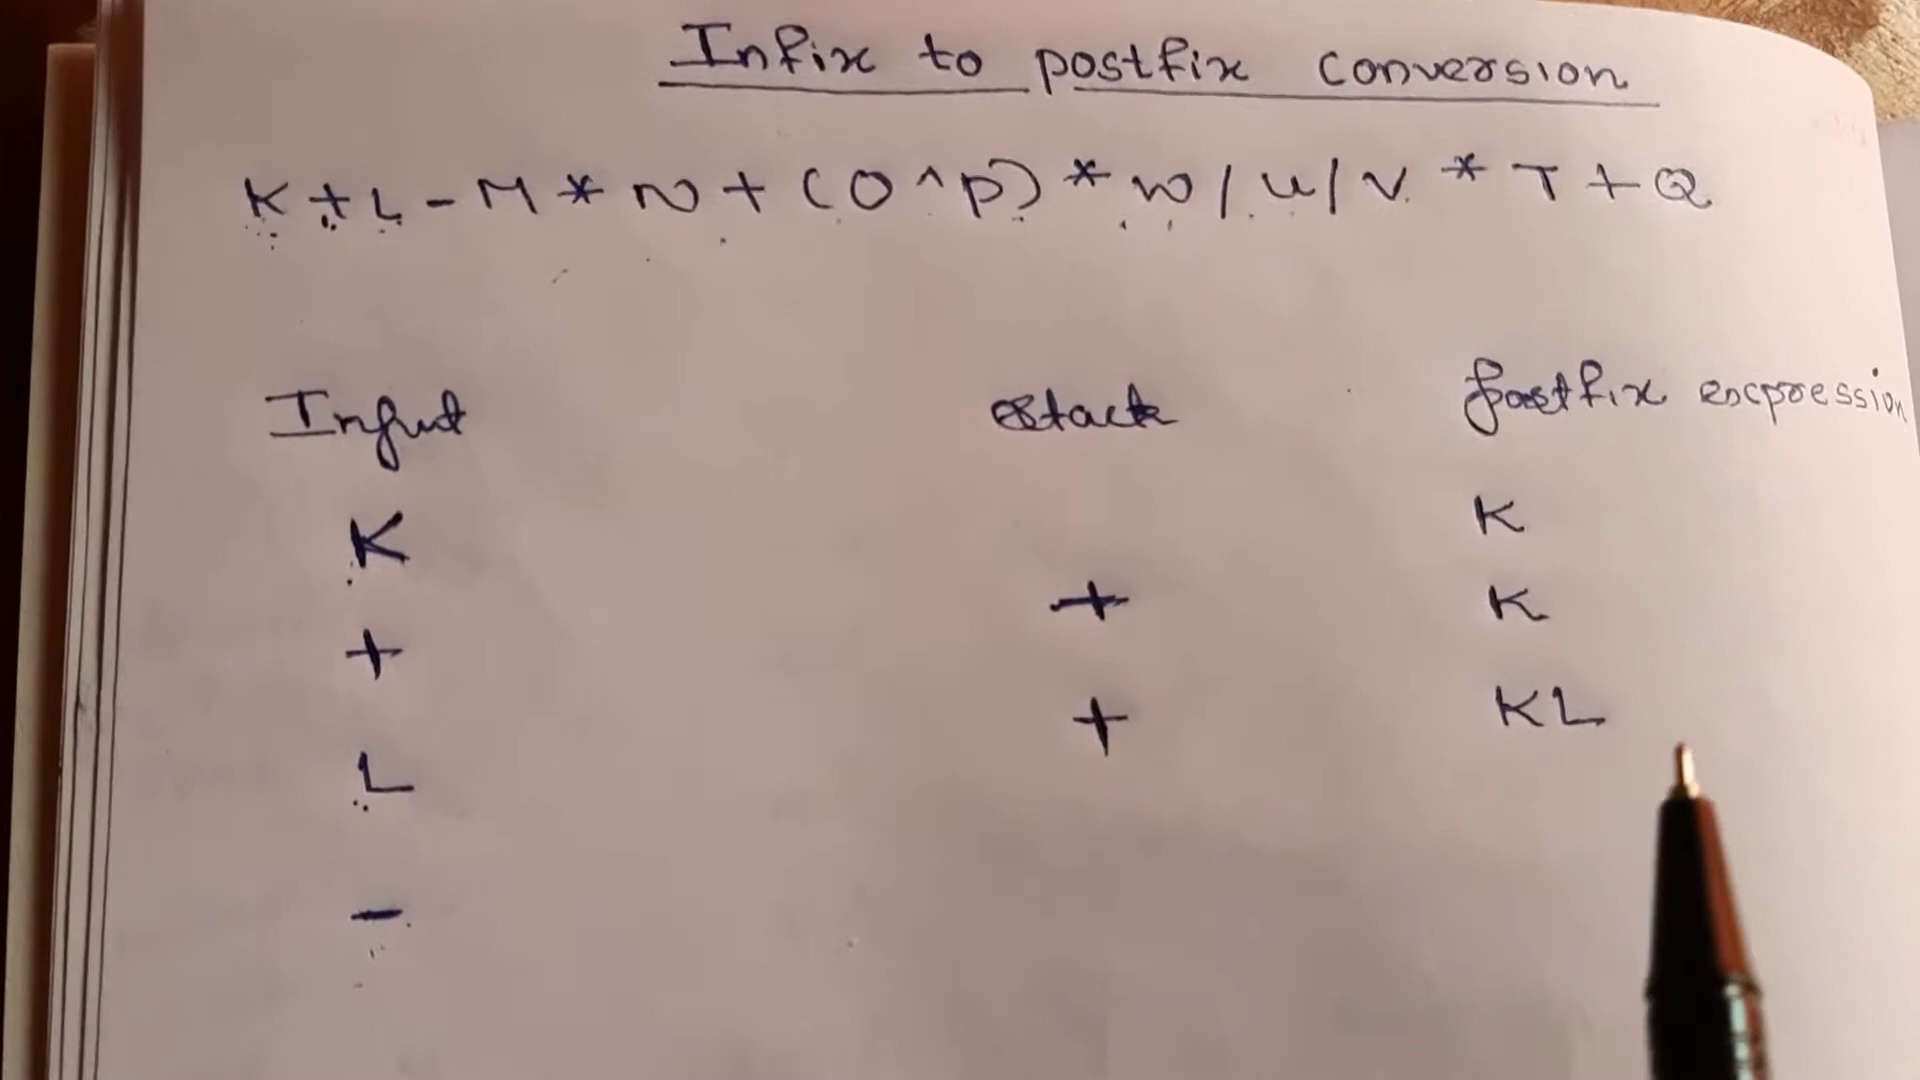 Infix to postfix conversion
K + L - M * N + ( O ^ P ) * W / U / V * T + Q
Input stack postfix expression
K K
+ + K
L + KL
-